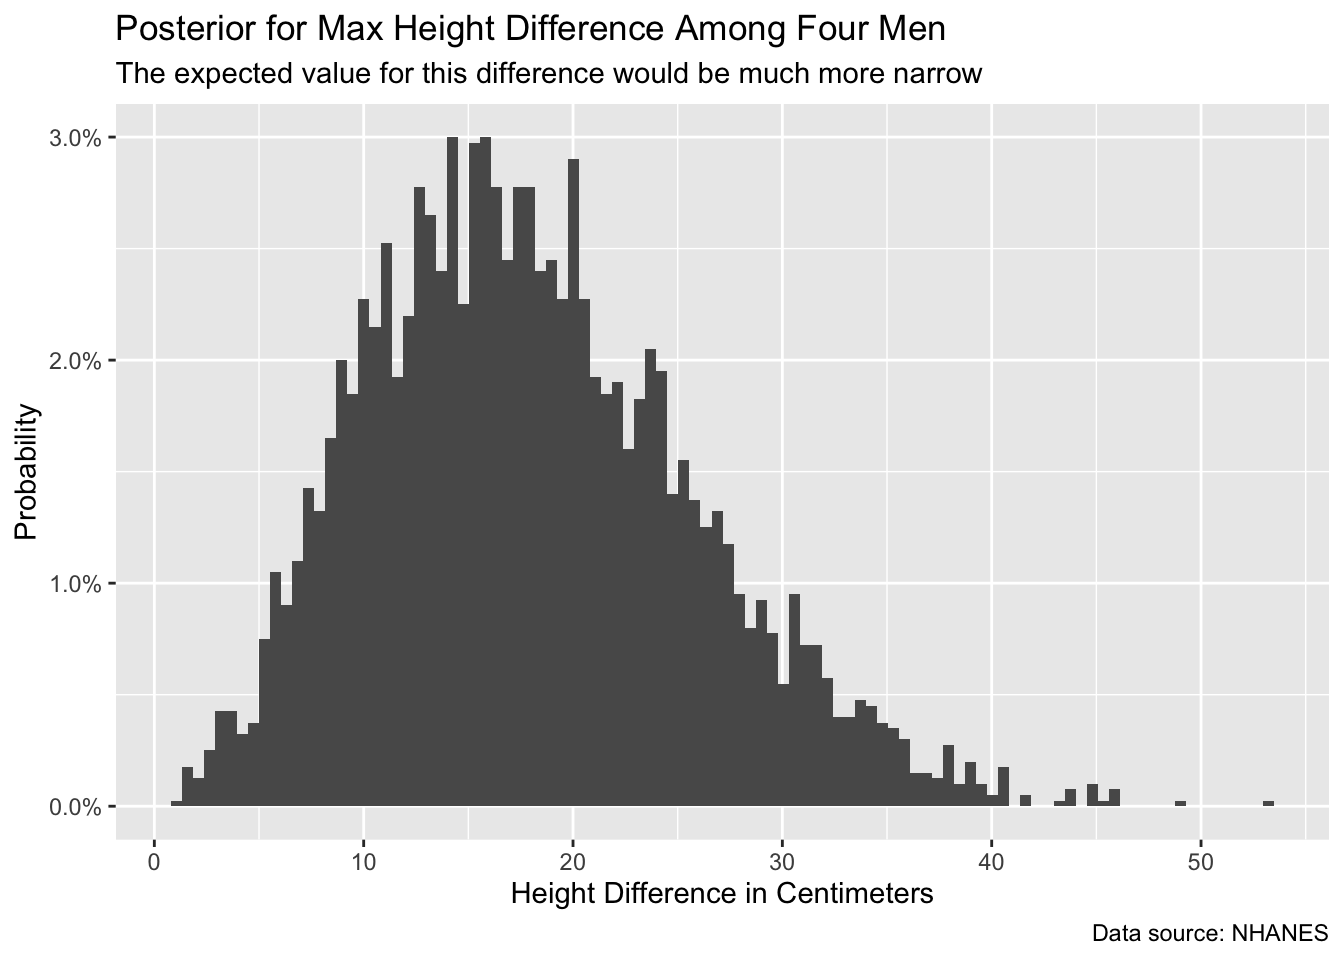 Posterior for Max Height Difference Among Four Men
The expected value for this difference would be much more narrow
3.0%
2.0%
1.0%
0.0%
Probability
0 10 20 30 40 50
Height Difference in Centimeters
Data source: NHANES